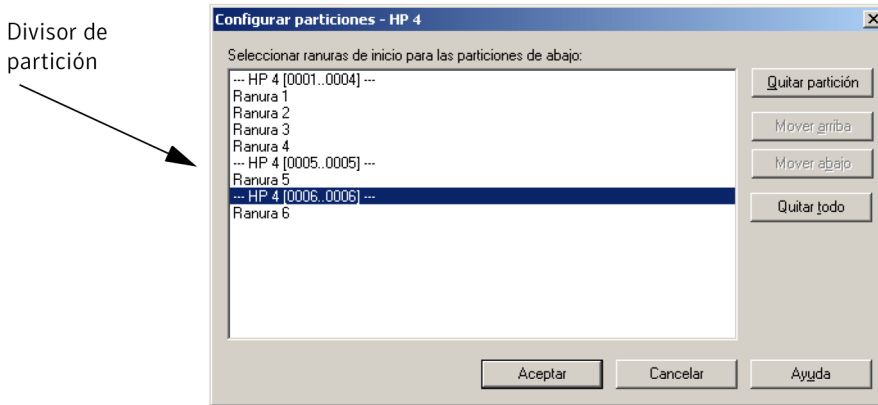 Divisor de
partición
Configurar particiones - HP 4
Seleccionar ranuras de inicio para las particiones de abajo:
--- HP 4 [0001..0004] ---
Ranura 1
Ranura 2
Ranura 3
Ranura 4
--- HP 4 [0005..0005] ---
Ranura 5
--- HP 4 [0006..0006] ---
Ranura 6
Quitar partición
Mover arriba
Mover abajo
Quitar todo
Aceptar
Cancelar
Ayuda